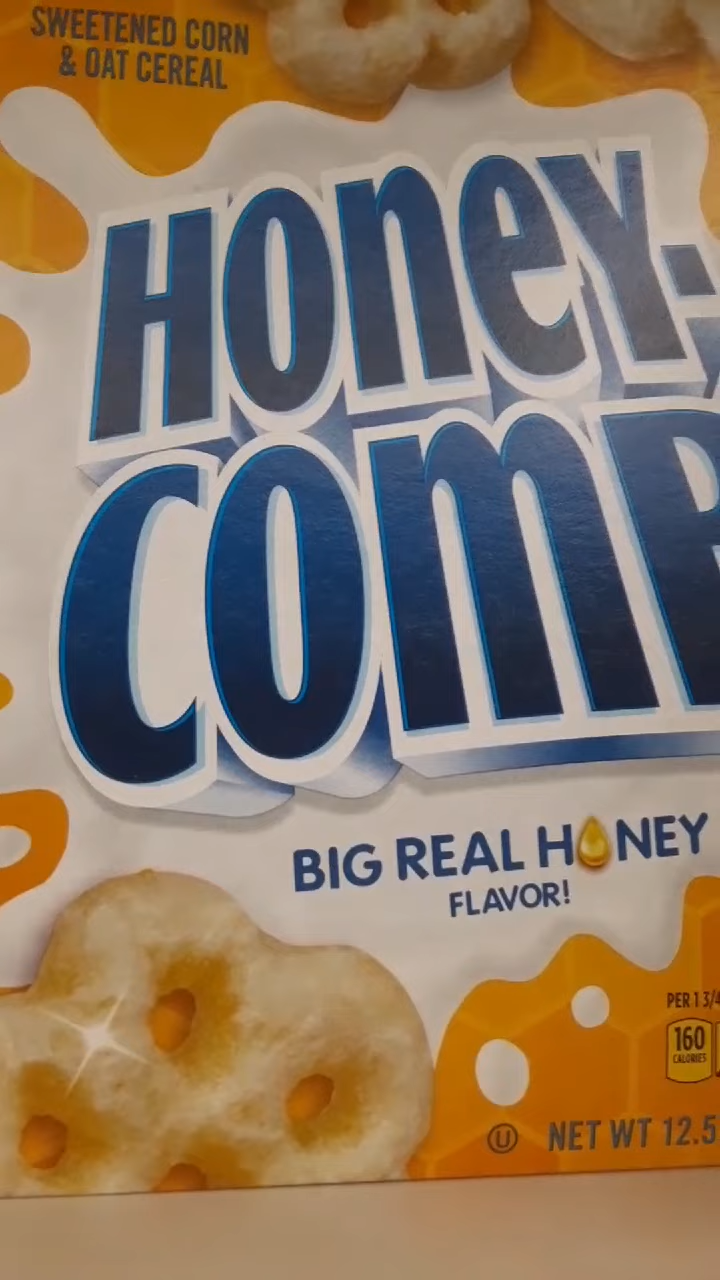 SWEETENED CORN
& OAT CEREAL
HONEY-
COMB
BIG REAL HONEY
FLAVOR!
PER 1 3/4
160
CALORIES
U
NET WT 12.5